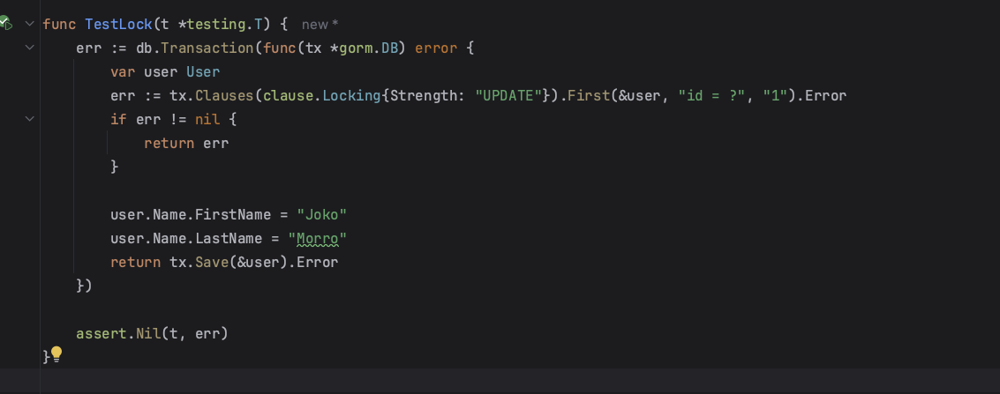 func TestLock(t *testing.T) { new *
    err := db.Transaction(func(tx *gorm.DB) error {
        var user User
        err := tx.Clauses(clause.Locking{Strength: "UPDATE"}).First(&user, "id = ?", "1").Error
        if err != nil {
            return err
        }

        user.Name.FirstName = "Joko"
        user.Name.LastName = "Morro"
        return tx.Save(&user).Error
    })

    assert.Nil(t, err)
}